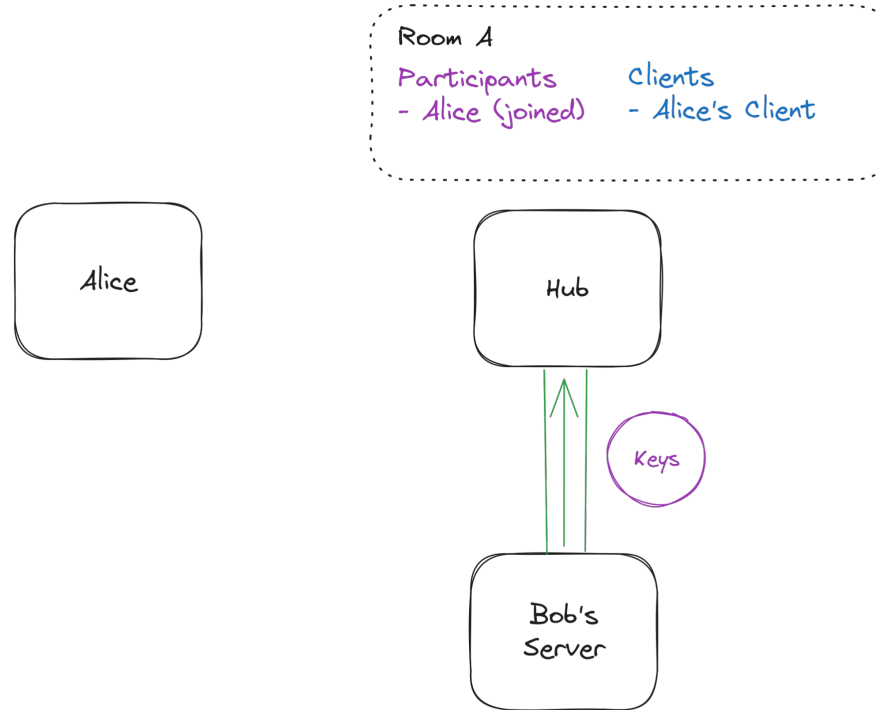 Room A
Participants
- Alice (joined)
Clients
- Alice's Client
Alice
Hub
Keys
Bob's
Server